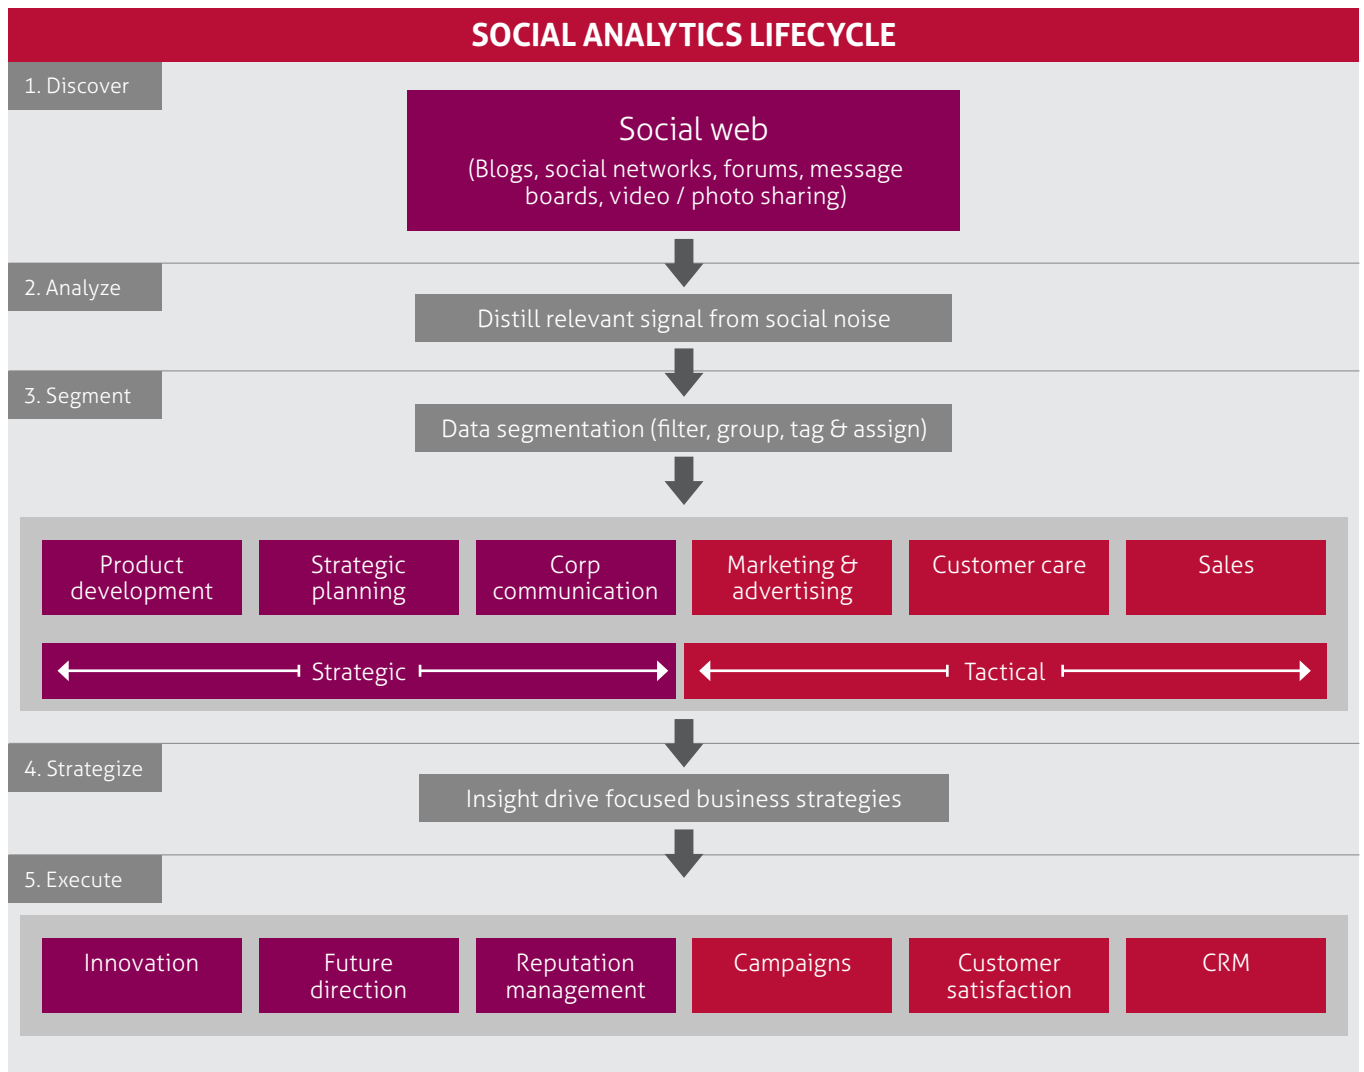 SOCIAL ANALYTICS LIFECYCLE
1. Discover
Social web
(Blogs, social networks, forums, message
boards, video / photo sharing)
2. Analyze
Distill relevant signal from social noise
3. Segment
Data segmentation (filter, group, tag & assign)
Product
development
Strategic
planning
Corp
communication
Marketing &
advertising
Customer care
Sales
Strategic
Tactical
4. Strategize
Insight drive focused business strategies
5. Execute
Innovation
Future
direction
Reputation
management
Campaigns
Customer
satisfaction
CRM